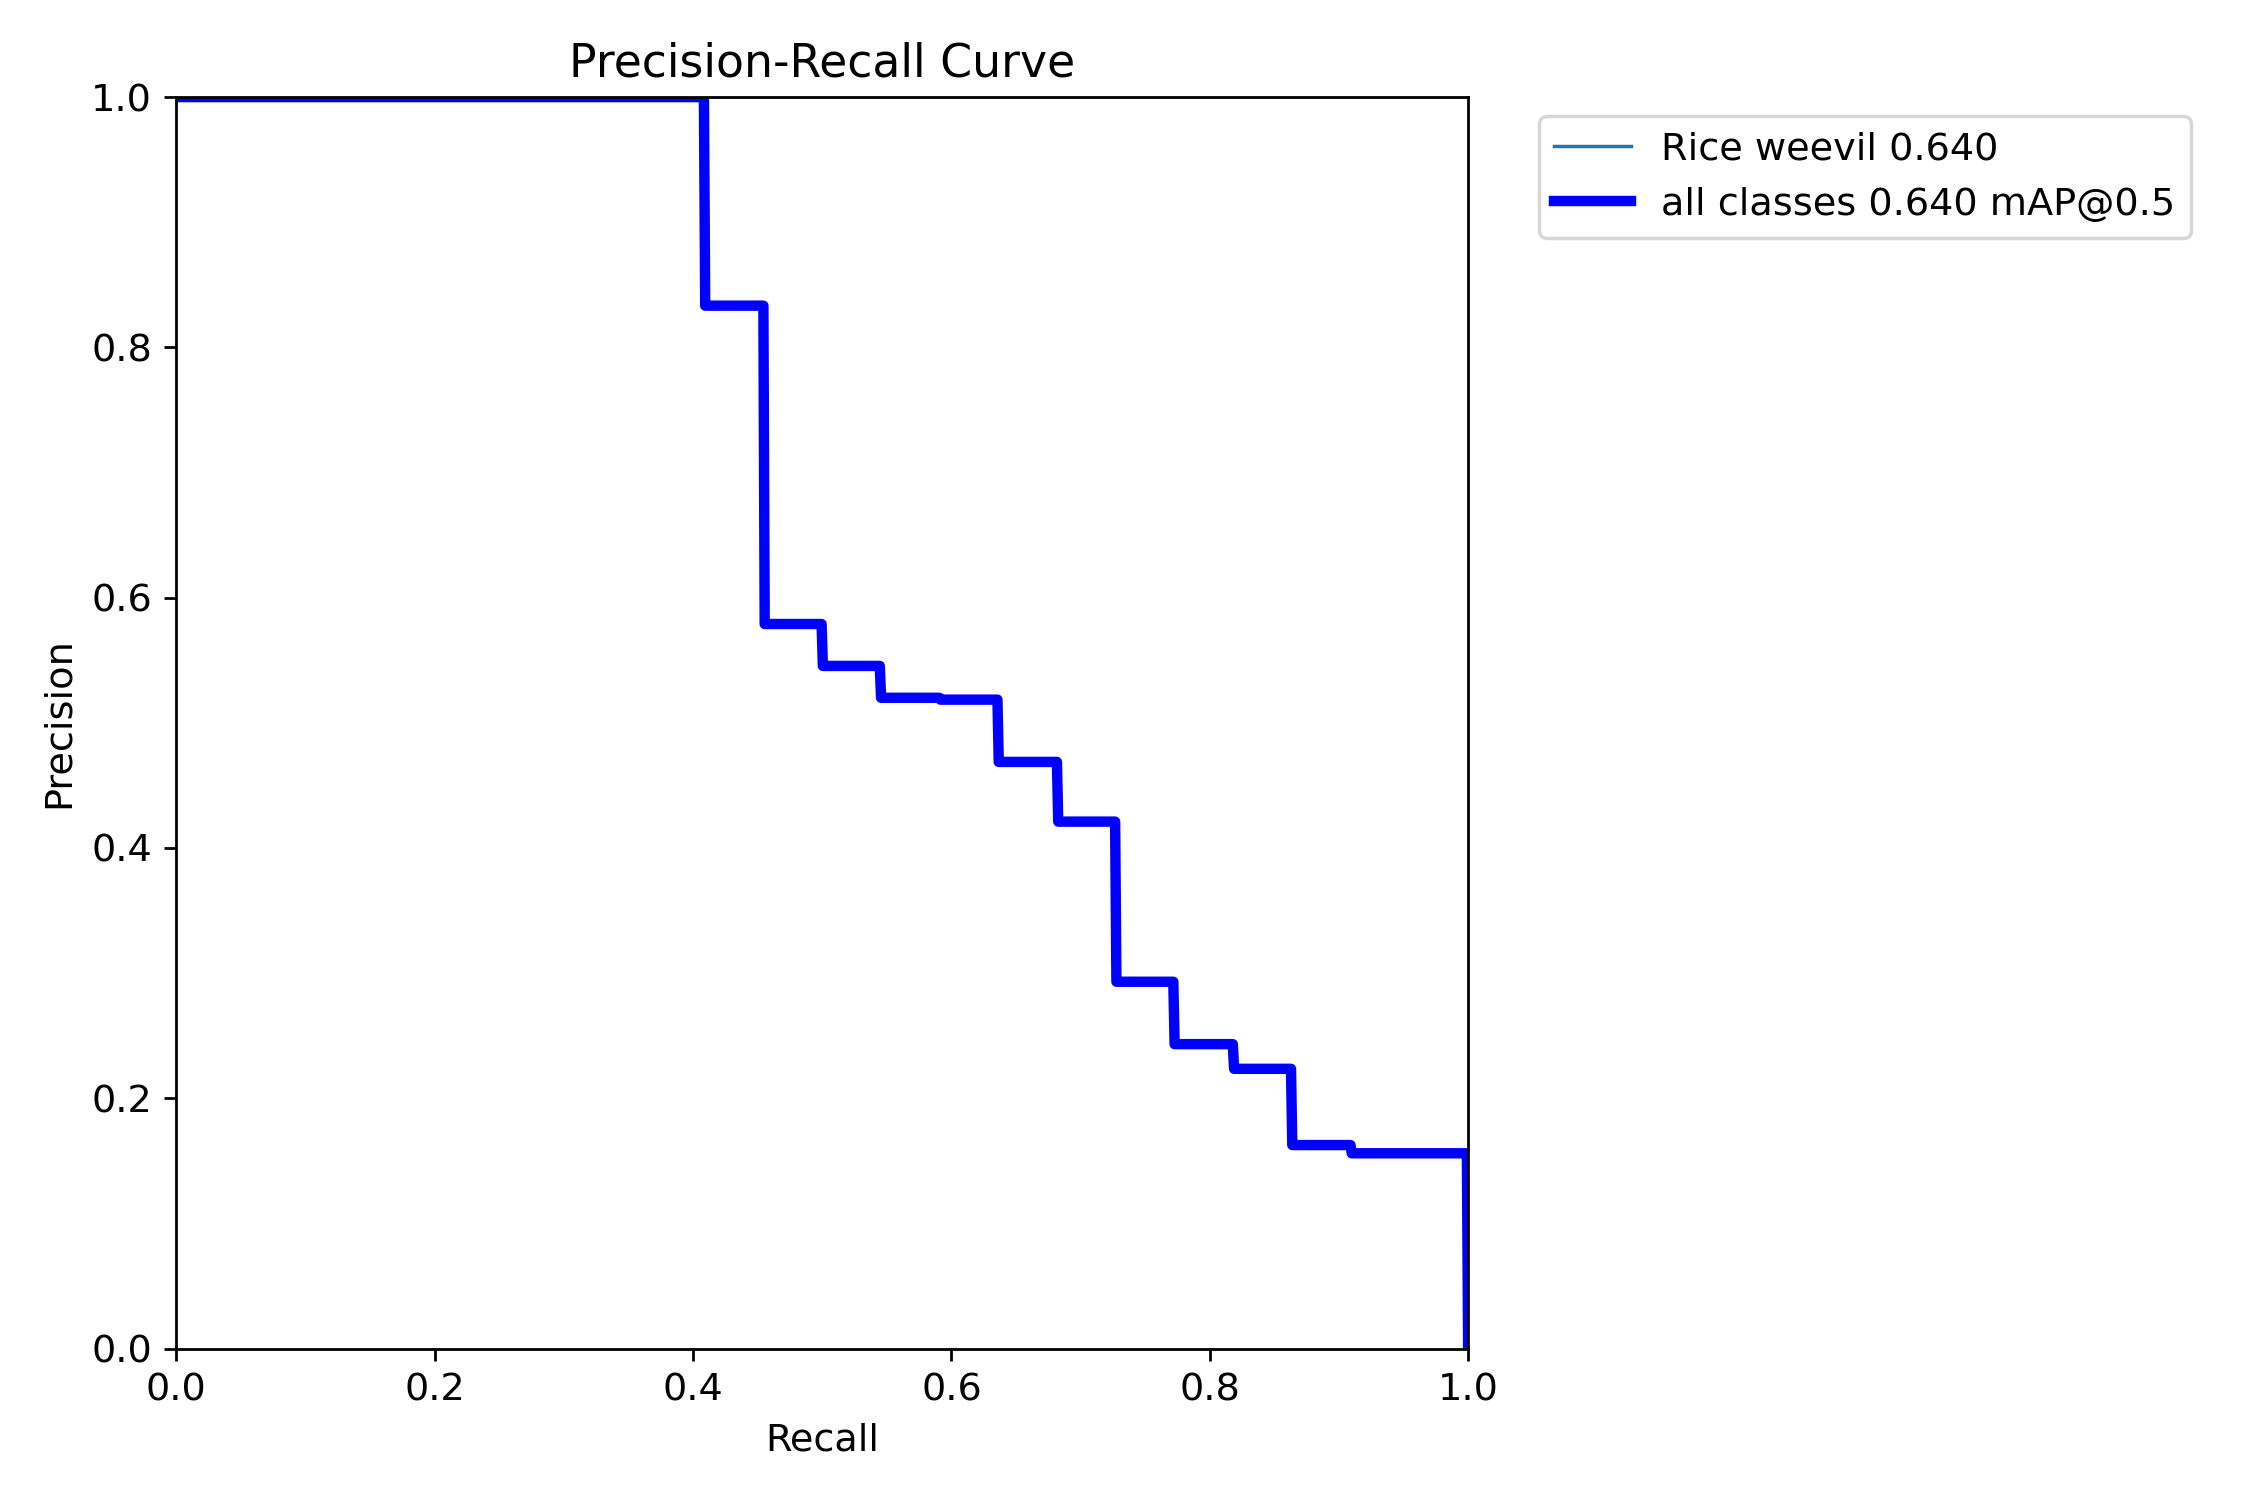 Precision-Recall Curve
1.0
0.8
0.6
0.4
0.2
0.0
Precision
0.0 0.2 0.4 0.6 0.8 1.0
Recall
Rice weevil 0.640
all classes 0.640 mAP@0.5